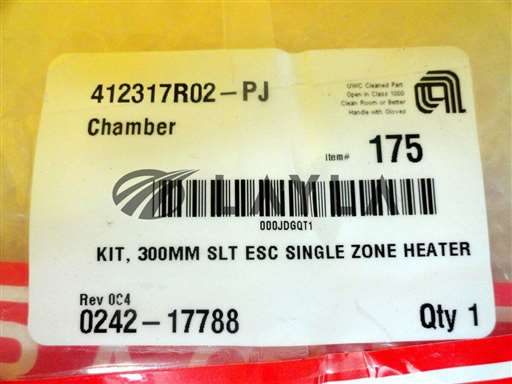 412317R02-PJ
Chamber
UWC Cleaned Part
Open in Class 1000
Clean Room or Better
Handle with Gloves
Item# 175
LAYLA
000JDGQT1
KIT, 300MM SLT ESC SINGLE ZONE HEATER
Rev 004
0242-17788
Qty 1